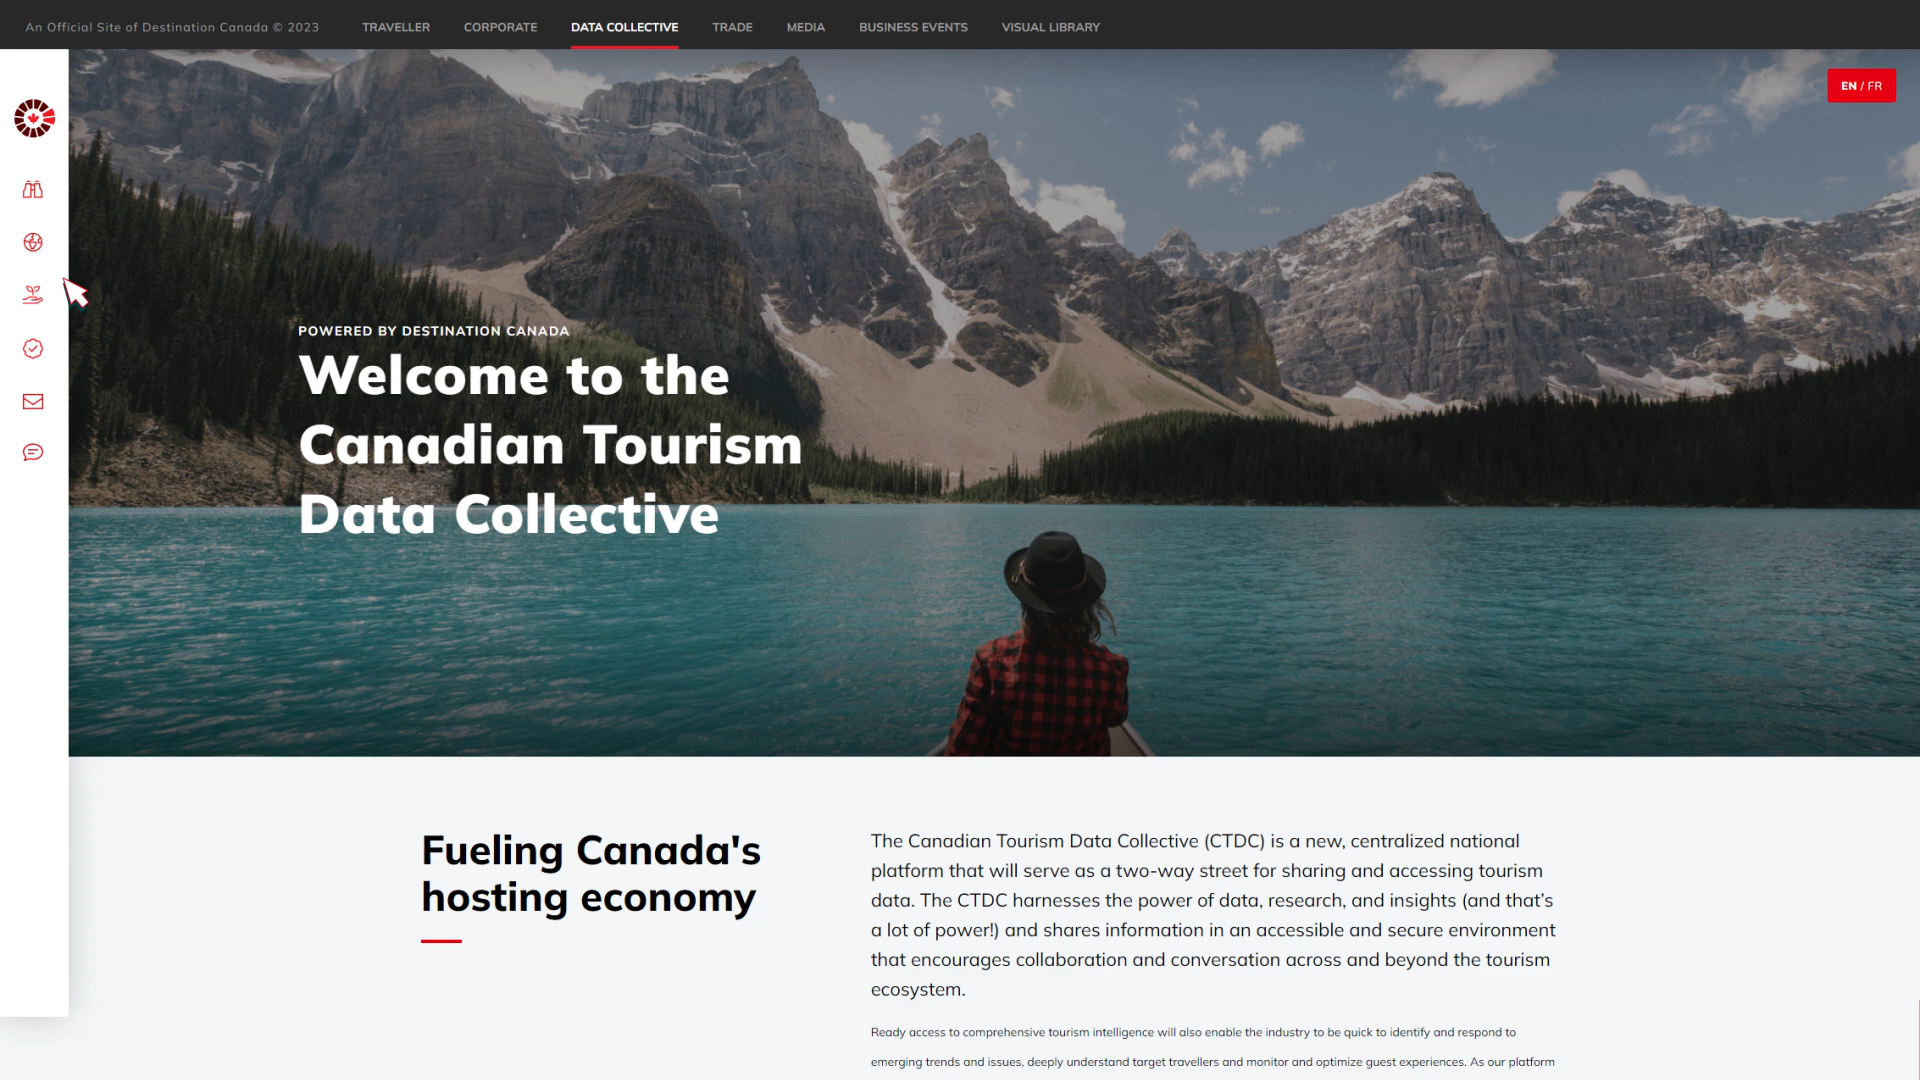 An Official Site of Destination Canada © 2023
TRAVELLER
CORPORATE
DATA COLLECTIVE
TRADE
MEDIA
BUSINESS EVENTS
VISUAL LIBRARY
EN / FR
POWERED BY DESTINATION CANADA
Welcome to the
Canadian Tourism
Data Collective
Fueling Canada's
hosting economy
The Canadian Tourism Data Collective (CTDC) is a new, centralized national
platform that will serve as a two-way street for sharing and accessing tourism
data. The CTDC harnesses the power of data, research, and insights (and that’s
a lot of power!) and shares information in an accessible and secure environment
that encourages collaboration and conversation across and beyond the tourism
ecosystem.
Ready access to comprehensive tourism intelligence will also enable the industry to be quick to identify and respond to
emerging trends and issues, deeply understand target travellers and monitor and optimize guest experiences. As our platform